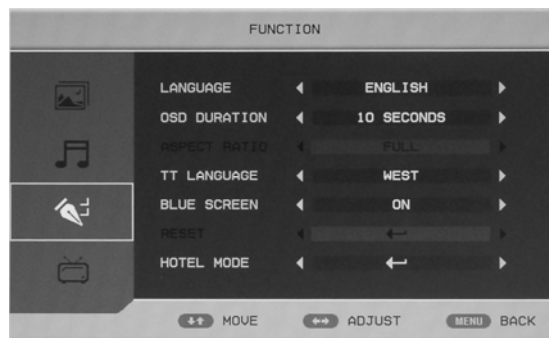 FUNCTION
LANGUAGE ENGLISH
OSD DURATION 10 SECONDS
ASPECT RATIO FULL
TT LANGUAGE WEST
BLUE SCREEN ON
RESET
HOTEL MODE
MOVE ADJUST MENU BACK